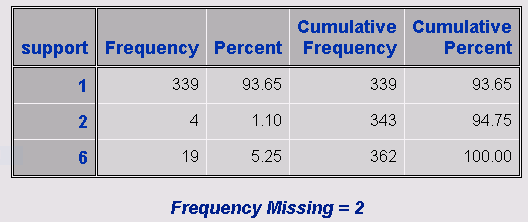 Cumulative Cumulative
support Frequency Percent Frequency Percent
1 339 93.65 339 93.65
2 4 1.10 343 94.75
6 19 5.25 362 100.00
Frequency Missing = 2